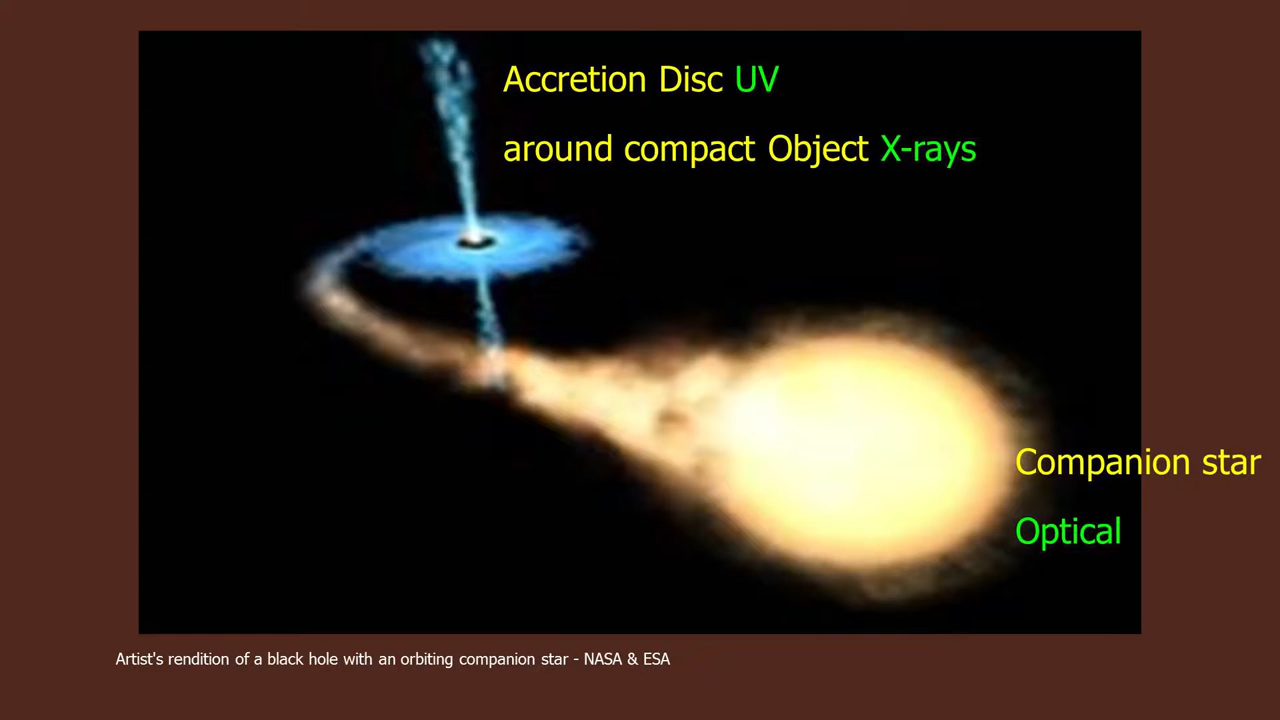 Accretion Disc UV
around compact Object X-rays
Companion star
Optical
Artist's rendition of a black hole with an orbiting companion star - NASA & ESA